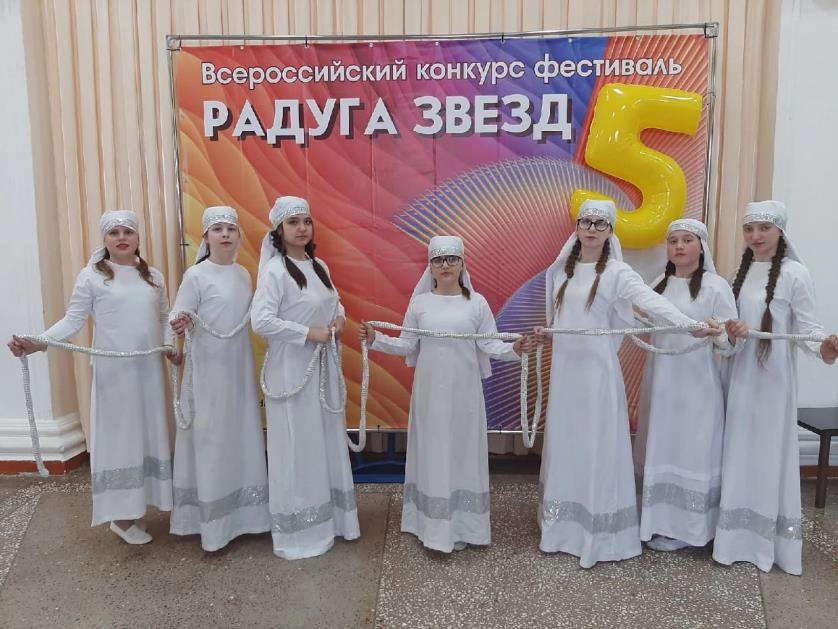 Всероссийский конкурс фестиваль
РАДУГА ЗВЕЗД
5